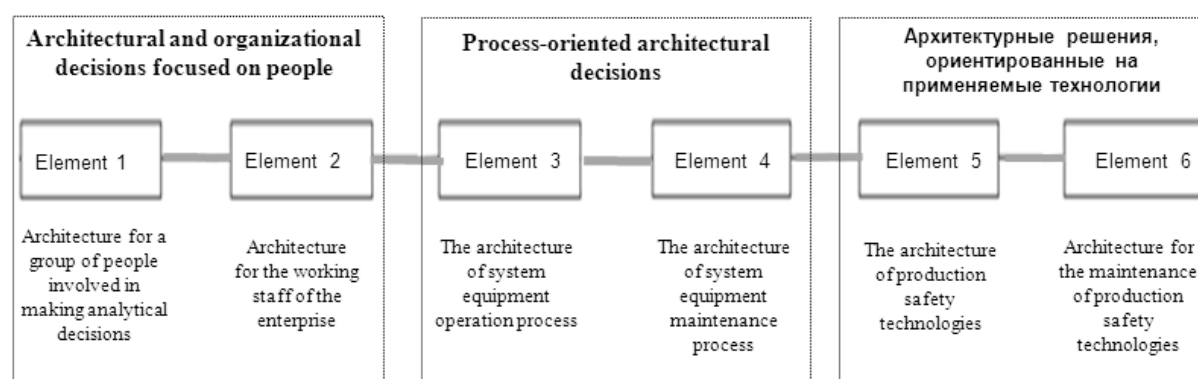 Architectural and organizational
decisions focused on people
Process-oriented architectural
decisions
Архитектурные решения,
ориентированные на
применяемые технологии
Element 1
Element 2
Element 3
Element 4
Element 5
Element 6
Architecture for a
group of people
involved in
making analytical
decisions
Architecture
for the working
staff of the
enterprise
The architecture
of system
equipment
operation process
The architecture
of system
equipment
maintenance
process
The architecture
of production
safety
technologies
Architecture for
the maintenance
of production
safety
technologies